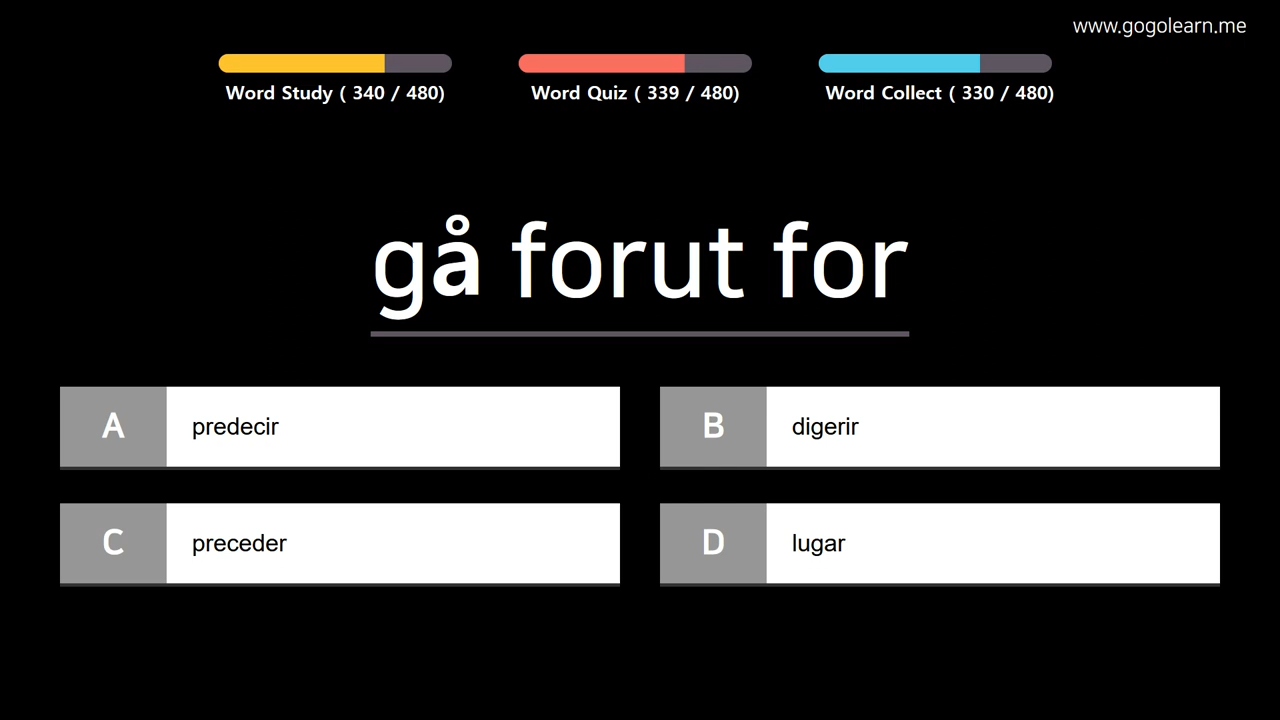 www.gogolearn.me
Word Study ( 340 / 480)
Word Quiz ( 339 / 480)
Word Collect ( 330 / 480)
gå forut for
A predecir
B digerir
C preceder
D lugar